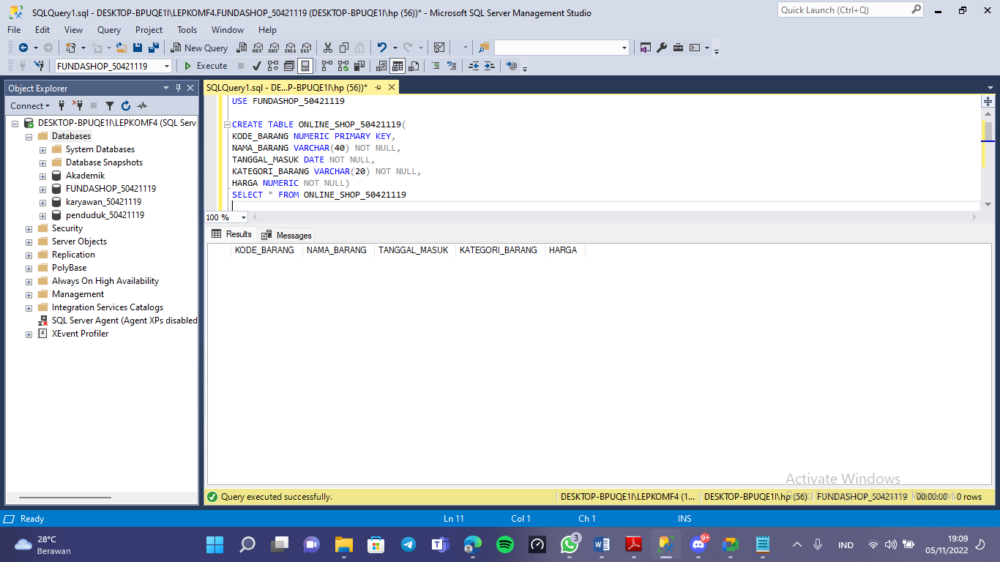 SQLQuery1.sql - DESKTOP-BPUQE1I\LEPKOMF4.FUNDASHOP_50421119 (DESKTOP-BPUQE1I\hp (56))* - Microsoft SQL Server Management Studio
Quick Launch (Ctrl+Q)
File Edit View Query Project Tools Window Help
New Query MDX DMX XMLA DAX
FUNDASHOP_50421119 Execute
Object Explorer
Connect
DESKTOP-BPUQE1I\LEPKOMF4 (SQL Serv
Databases
System Databases
Database Snapshots
Akademik
FUNDASHOP_50421119
karyawan_50421119
penduduk_50421119
Security
Server Objects
Replication
PolyBase
Always On High Availability
Management
Integration Services Catalogs
SQL Server Agent (Agent XPs disabled
XEvent Profiler
SQLQuery1.sql - DE...P-BPUQE1I\hp (56))*
USE FUNDASHOP_50421119
CREATE TABLE ONLINE_SHOP_50421119(
KODE_BARANG NUMERIC PRIMARY KEY,
NAMA_BARANG VARCHAR(40) NOT NULL,
TANGGAL_MASUK DATE NOT NULL,
KATEGORI_BARANG VARCHAR(20) NOT NULL,
HARGA NUMERIC NOT NULL)
SELECT * FROM ONLINE_SHOP_50421119
100 %
Results Messages
KODE_BARANG NAMA_BARANG TANGGAL_MASUK KATEGORI_BARANG HARGA
Activate Windows
Query executed successfully. DESKTOP-BPUQE1I\LEPKOMF4 (1... DESKTOP-BPUQE1I\hp (56) FUNDASHOP_50421119 00:00:00 0 rows
Ready Ln 11 Col 1 Ch 1 INS
28°C
Berawan
3
9+
IND
19:09
05/11/2022